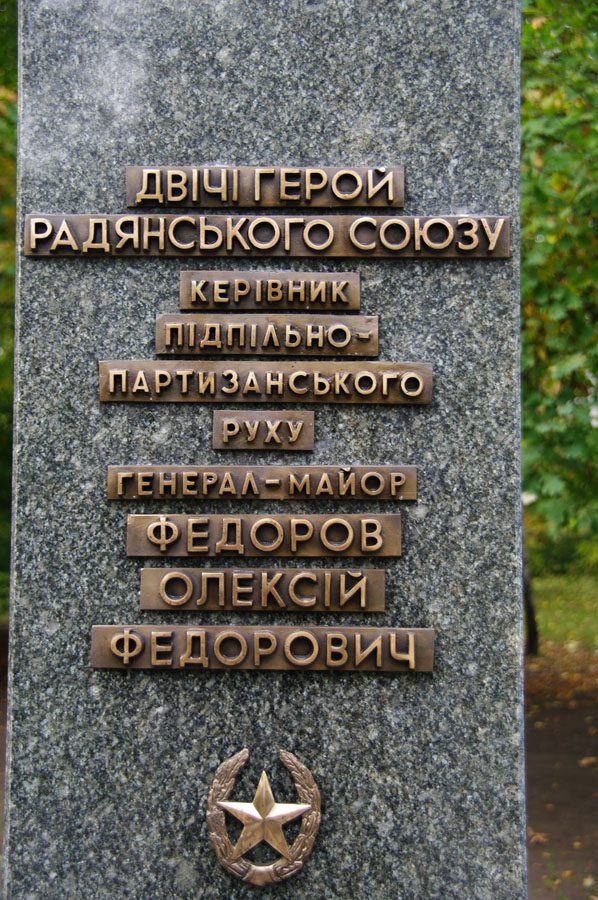 ДВІЧІ ГЕРОЙ
РАДЯНСЬКОГО СОЮЗУ
КЕРІВНИК
ПІДПІЛЬНО-
ПАРТИЗАНСЬКОГО
РУХУ
ГЕНЕРАЛ-МАЙОР
ФЕДОРОВ
ОЛЕКСІЙ
ФЕДОРОВИЧ